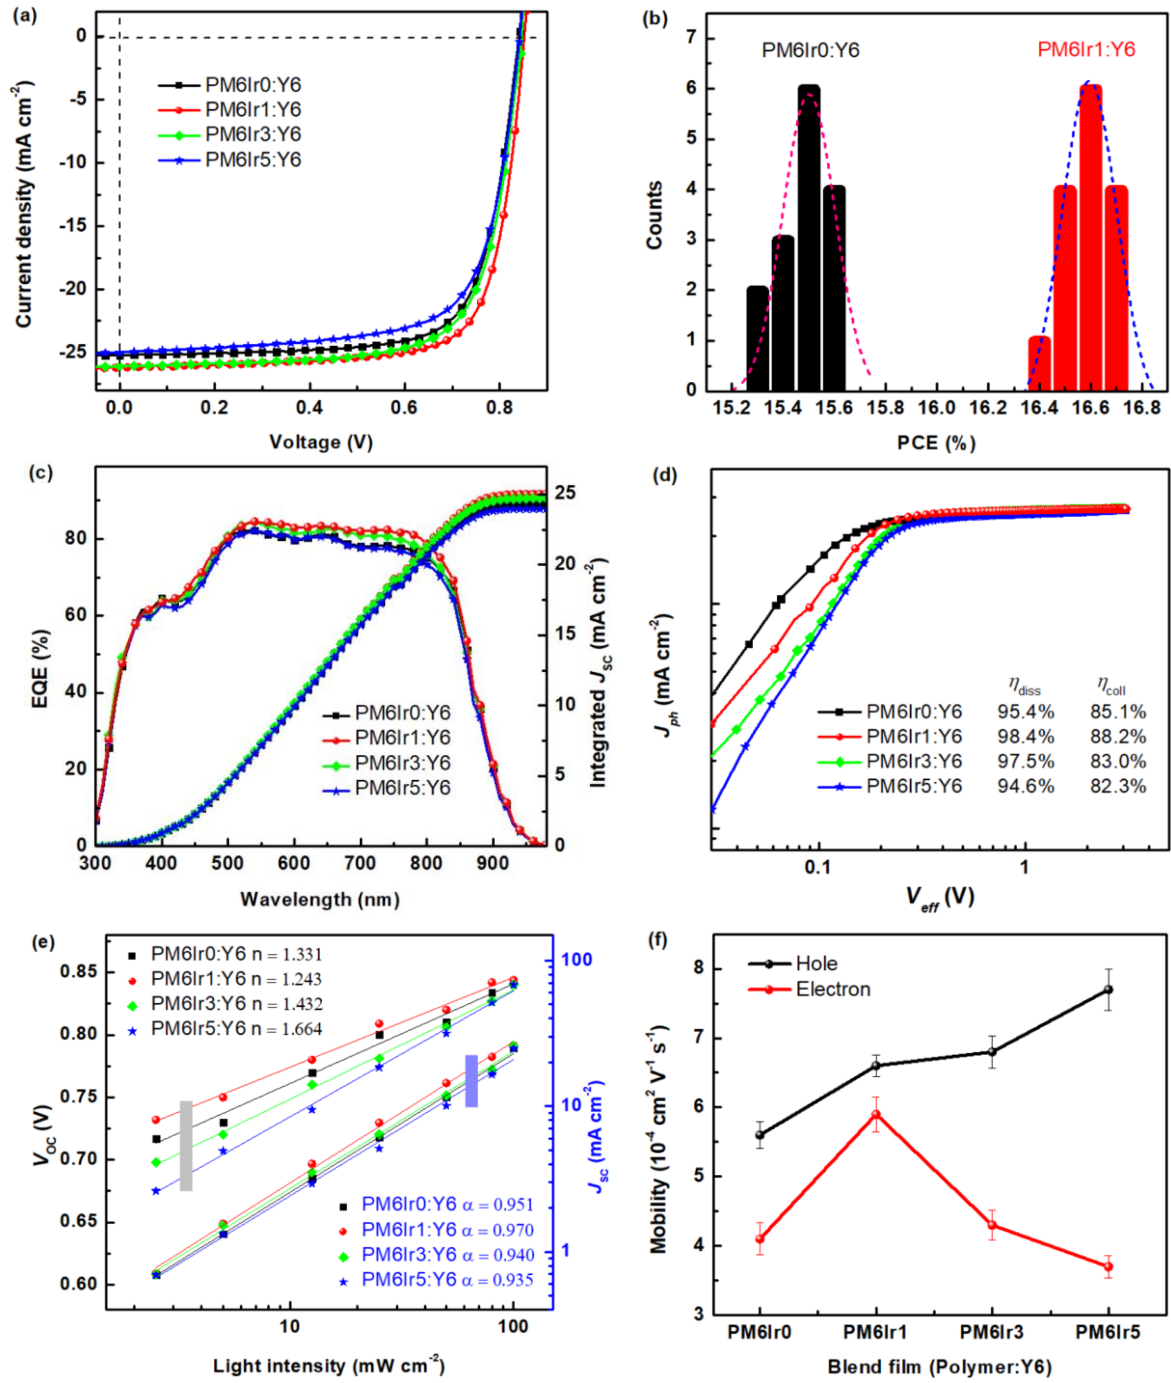 (a)
0
-5
-10
-15
-20
-25
0.0 0.2 0.4 0.6 0.8
Current density (mA cm-2)
Voltage (V)
PM6Ir0:Y6
PM6Ir1:Y6
PM6Ir3:Y6
PM6Ir5:Y6
(b)
7
6
5
4
3
2
1
0
15.2 15.4 15.6 15.8 16.0 16.2 16.4 16.6 16.8
Counts
PCE (%)
PM6Ir0:Y6
PM6Ir1:Y6
(c)
80
60
40
20
0
25
20
15
10
5
0
300 400 500 600 700 800 900
EQE (%)
Integrated JSC (mA cm-2)
Wavelength (nm)
PM6Ir0:Y6
PM6Ir1:Y6
PM6Ir3:Y6
PM6Ir5:Y6
(d)
Jph (mA cm-2)
ηdiss ηcoll
PM6Ir0:Y6 95.4% 85.1%
PM6Ir1:Y6 98.4% 88.2%
PM6Ir3:Y6 97.5% 83.0%
PM6Ir5:Y6 94.6% 82.3%
0.1 1
Veff (V)
(e)
PM6Ir0:Y6 n = 1.331
PM6Ir1:Y6 n = 1.243
PM6Ir3:Y6 n = 1.432
PM6Ir5:Y6 n = 1.664
0.85
0.80
0.75
0.70
0.65
0.60
VOC (V)
100
10
1
JSC (mA cm-2)
PM6Ir0:Y6 α = 0.951
PM6Ir1:Y6 α = 0.970
PM6Ir3:Y6 α = 0.940
PM6Ir5:Y6 α = 0.935
10 100
Light intensity (mW cm-2)
(f)
Hole
Electron
8
7
6
5
4
3
Mobility (10-4 cm2 V-1 s-1)
PM6Ir0 PM6Ir1 PM6Ir3 PM6Ir5
Blend film (Polymer:Y6)